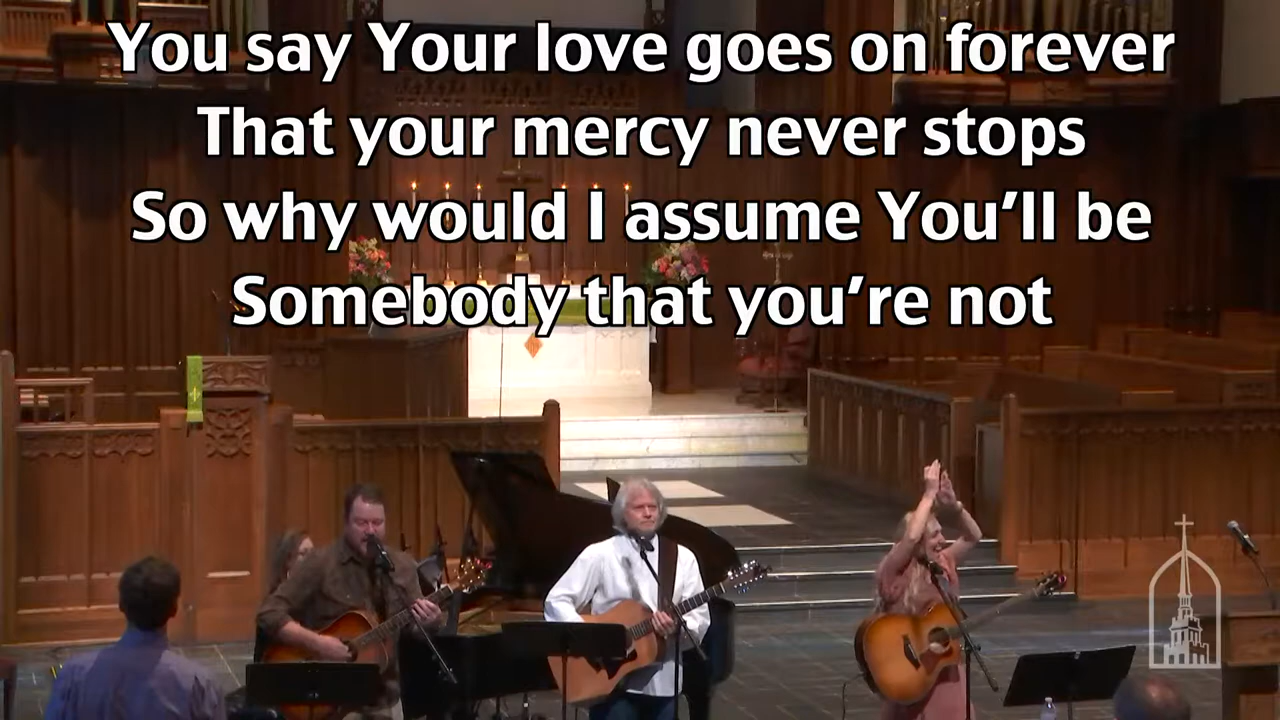 You say Your love goes on forever
That your mercy never stops
So why would I assume You’ll be
Somebody that you’re not